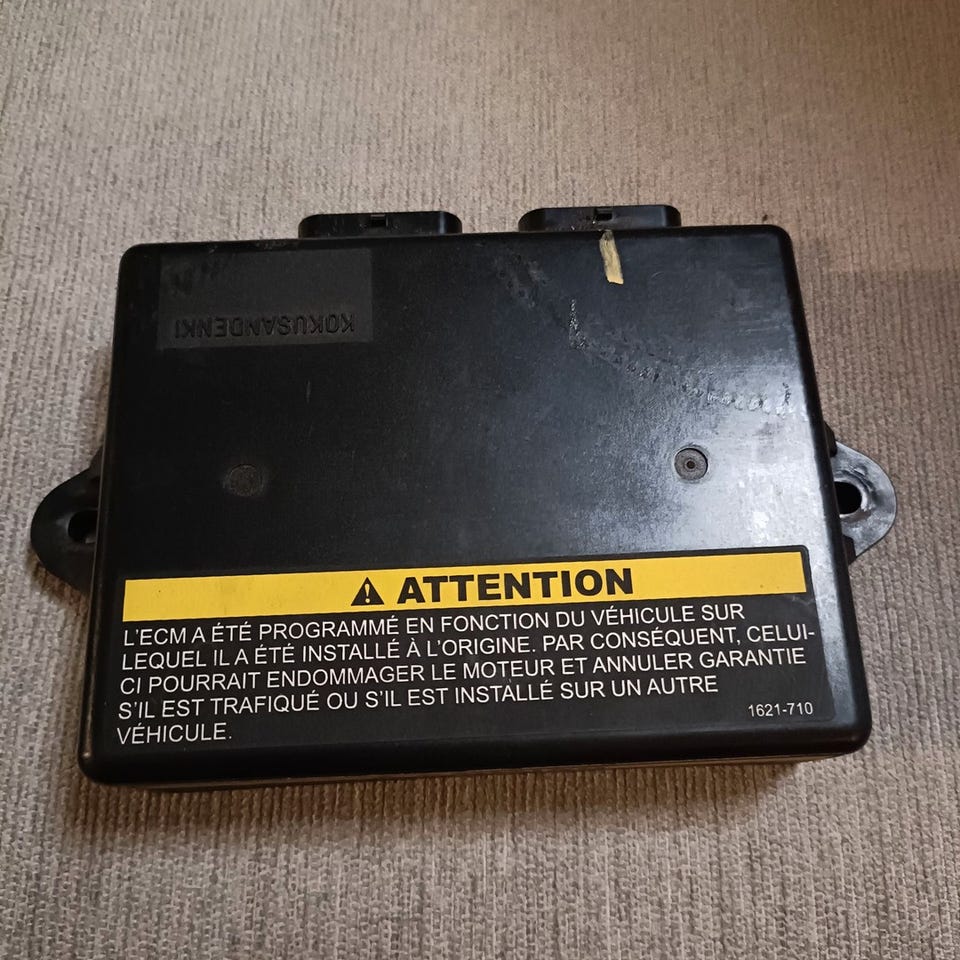 KOKUSANDENKI
⚠ ATTENTION
L'ECM A ÉTÉ PROGRAMMÉ EN FONCTION DU VÉHICULE SUR
LEQUEL IL A ÉTÉ INSTALLÉ À L'ORIGINE. PAR CONSÉQUENT, CELUI-
CI POURRAIT ENDOMMAGER LE MOTEUR ET ANNULER GARANTIE
S'IL EST TRAFIQUÉ OU S'IL EST INSTALLÉ SUR UN AUTRE
VÉHICULE.
1621-710